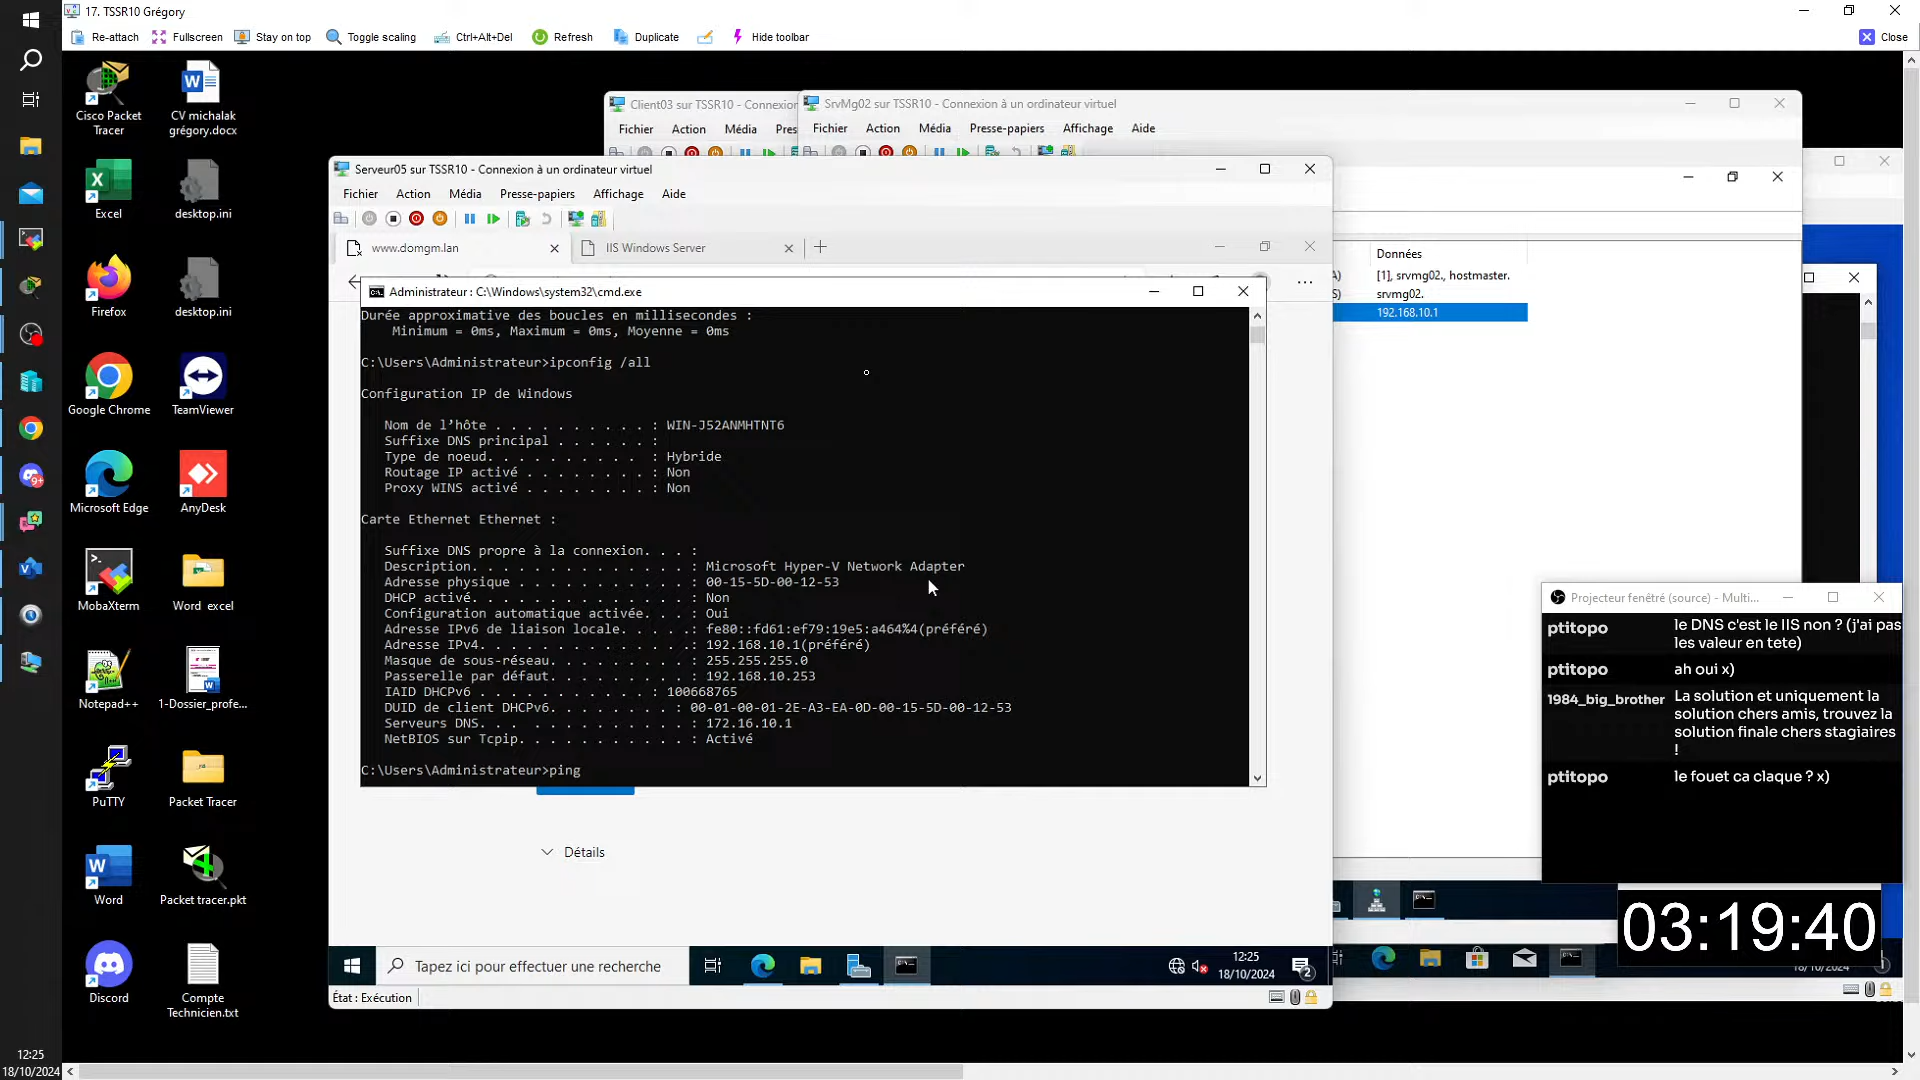 17. TSSR10 Grégory
Re-attach
Fullscreen
Stay on top
Toggle scaling
Ctrl+Alt+Del
Refresh
Duplicate
Hide toolbar
Close
Cisco Packet
Tracer
CV michalak
grégory.docx
Excel
desktop.ini
Firefox
desktop.ini
Google Chrome
TeamViewer
Microsoft Edge
AnyDesk
MobaXterm
Word excel
Notepad++
1-Dossier_profe...
PuTTY
Packet Tracer
Word
Packet tracer.pkt
Discord
Compte
Technicien.txt
Client03 sur TSSR10 - Connexion
Fichier
Action
Média
Pres
SrvMg02 sur TSSR10 - Connexion à un ordinateur virtuel
Fichier
Action
Média
Presse-papiers
Affichage
Aide
Serveur05 sur TSSR10 - Connexion à un ordinateur virtuel
Fichier
Action
Média
Presse-papiers
Affichage
Aide
www.domgm.lan
IIS Windows Server
Administrateur : C:\Windows\system32\cmd.exe
Durée approximative des boucles en millisecondes :
Minimum = 0ms, Maximum = 0ms, Moyenne = 0ms
C:\Users\Administrateur>ipconfig /all
Configuration IP de Windows
Nom de l'hôte . . . . . . . . . . : WIN-J52ANMHTNT6
Suffixe DNS principal . . . . . . :
Type de noeud. . . . . . . . . .  : Hybride
Routage IP activé . . . . . . . . : Non
Proxy WINS activé . . . . . . . . : Non
Carte Ethernet Ethernet :
Suffixe DNS propre à la connexion. . . :
Description. . . . . . . . . . . . . . : Microsoft Hyper-V Network Adapter
Adresse physique . . . . . . . . . . . : 00-15-5D-00-12-53
DHCP activé. . . . . . . . . . . . . . : Non
Configuration automatique activée. . . : Oui
Adresse IPv6 de liaison locale. . . . .: fe80::fd61:ef79:19e5:a464%4(préféré)
Adresse IPv4. . . . . . . . . . . . . .: 192.168.10.1(préféré)
Masque de sous-réseau. . . . . . . . . : 255.255.255.0
Passerelle par défaut. . . . . . . . . : 192.168.10.253
IAID DHCPv6 . . . . . . . . . . . : 100668765
DUID de client DHCPv6. . . . . . . . : 00-01-00-01-2E-A3-EA-0D-00-15-5D-00-12-53
Serveurs DNS. . . . . . . . . . . . . : 172.16.10.1
NetBIOS sur Tcpip. . . . . . . . . . . : Activé
C:\Users\Administrateur>ping
Détails
Tapez ici pour effectuer une recherche
12:25
18/10/2024
2
État : Exécution
Données
[1], srvmg02., hostmaster.
srvmg02.
192.168.10.1
Projecteur fenêtré (source) - Multi...
ptitopo le DNS c'est le IIS non ? (j'ai pas
les valeur en tete)
ptitopo ah oui x)
1984_big_brother La solution et uniquement la
solution chers amis, trouvez la
solution finale chers stagiaires
!
ptitopo le fouet ca claque ? x)
03:19:40
18/10/2024
12:25
18/10/2024